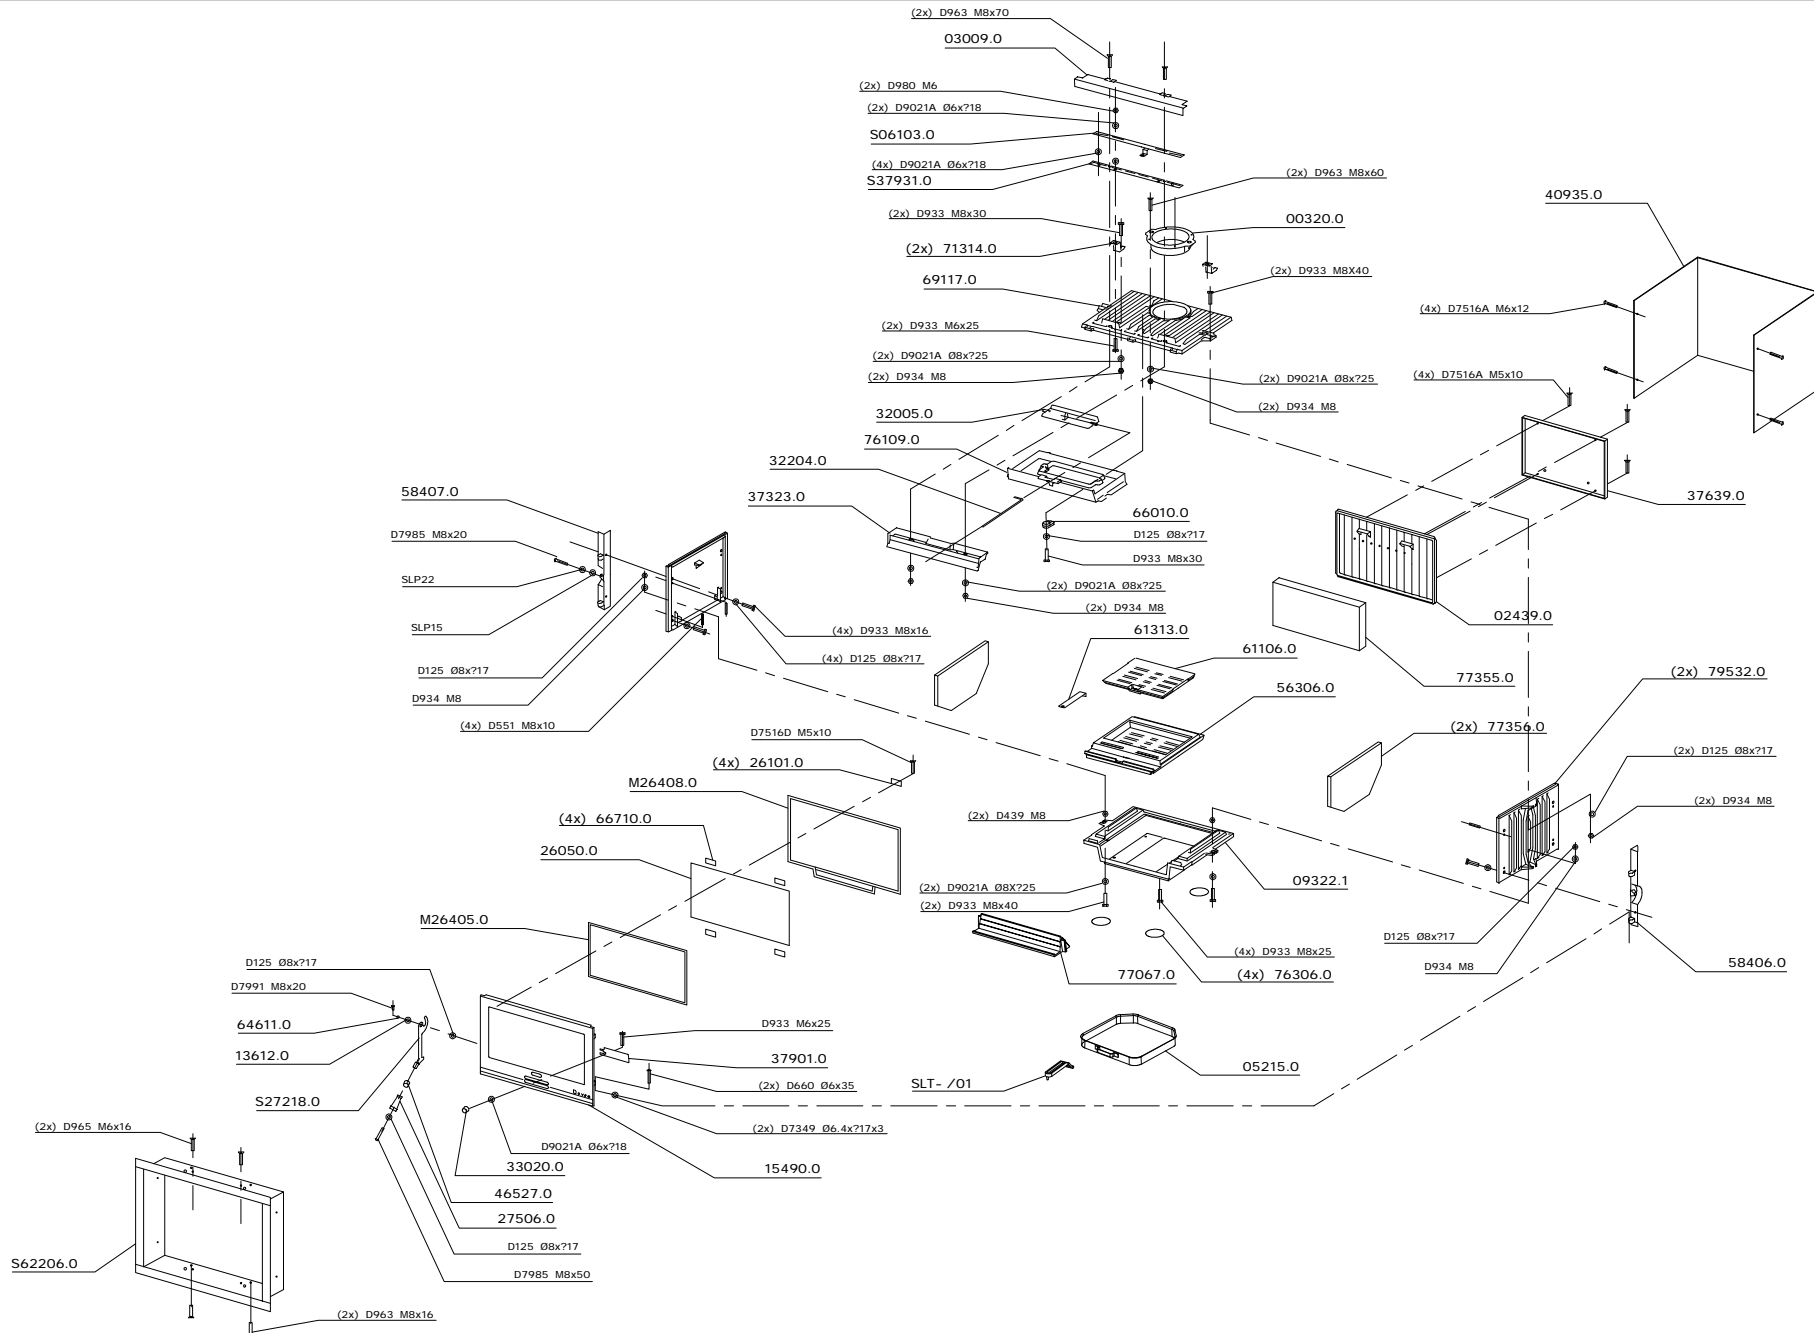 (2x) D963 M8x70
03009.0
(2x) D980 M6
(2x) D9021A Ø6x?18
S06103.0
(4x) D9021A Ø6x?18
S37931.0
(2x) D963 M8x60
40935.0
(2x) D933 M8x30
00320.0
(2x) 71314.0
(2x) D933 M8X40
69117.0
(4x) D7516A M6x12
(2x) D933 M6x25
(2x) D9021A Ø8x?25
(2x) D934 M8
(2x) D9021A Ø8x?25
(4x) D7516A M5x10
(2x) D934 M8
32005.0
76109.0
32204.0
58407.0
37323.0
37639.0
66010.0
D7985 M8x20
D125 Ø8x?17
D933 M8x30
SLP22
(2x) D9021A Ø8x?25
(2x) D934 M8
02439.0
SLP15
(4x) D933 M8x16
61313.0
61106.0
(4x) D125 Ø8x?17
D125 Ø8x?17
77355.0
(2x) 79532.0
56306.0
D934 M8
(4x) D551 M8x10
D7516D M5x10
(2x) 77356.0
(4x) 26101.0
(2x) D125 Ø8x?17
M26408.0
(2x) D934 M8
(4x) 66710.0
(2x) D439 M8
26050.0
09322.1
(2x) D9021A Ø8X?25
(2x) D933 M8x40
M26405.0
D125 Ø8x?17
(4x) D933 M8x25
D125 Ø8x?17
D934 M8
58406.0
77067.0
(4x) 76306.0
D7991 M8x20
64611.0
D933 M6x25
13612.0
37901.0
05215.0
SLT- /01
(2x) D660 Ø6x35
S27218.0
Dovre
(2x) D965 M6x16
(2x) D7349 Ø6.4x?17x3
D9021A Ø6x?18
33020.0
15490.0
46527.0
27506.0
D125 Ø8x?17
S62206.0
D7985 M8x50
(2x) D963 M8x16